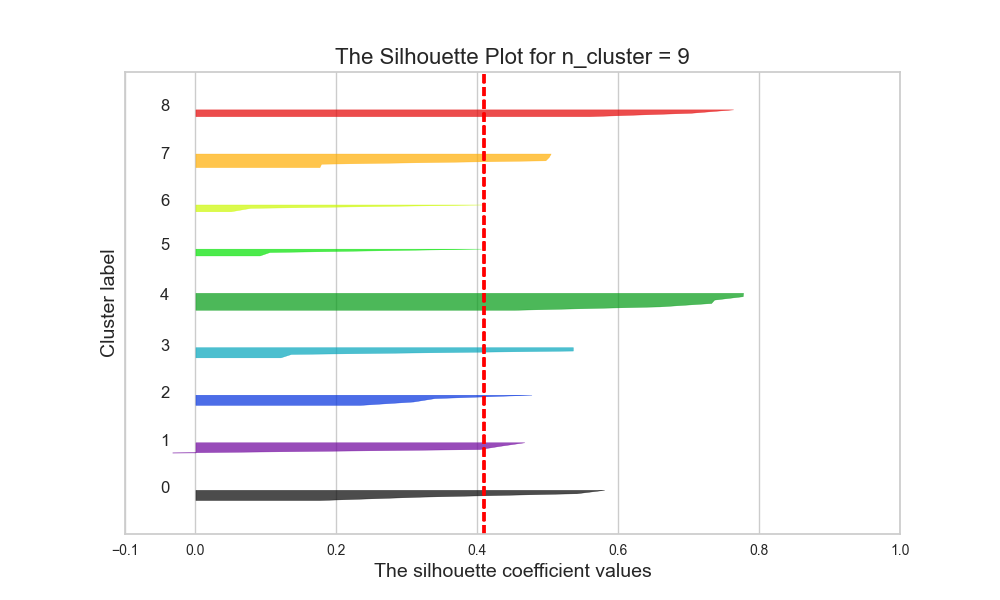 The Silhouette Plot for n_cluster = 9
8
7
6
5
4
3
2
1
0
Cluster label
−0.1 0.0 0.2 0.4 0.6 0.8 1.0
The silhouette coefficient values